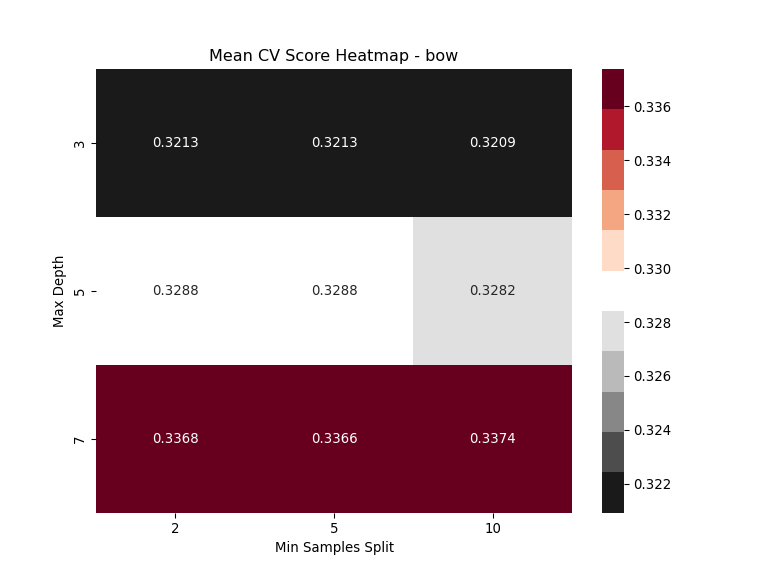 Mean CV Score Heatmap - bow
3
0.3213 0.3213 0.3209
5
0.3288 0.3288 0.3282
7
0.3368 0.3366 0.3374
2 5 10
Min Samples Split
Max Depth
0.336
0.334
0.332
0.330
0.328
0.326
0.324
0.322